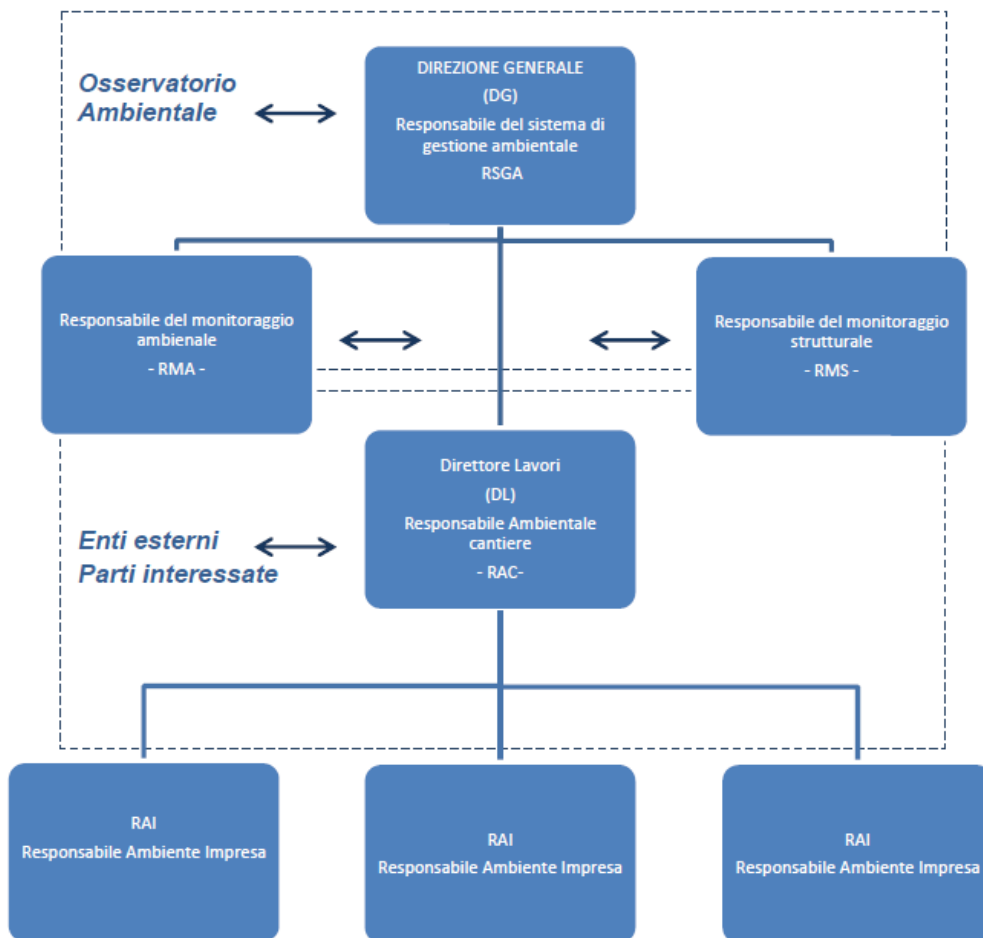 Osservatorio
Ambientale
DIREZIONE GENERALE
(DG)
Responsabile del sistema di
gestione ambientale
RSGA
Responsabile del monitoraggio
ambienale
- RMA -
Responsabile del monitoraggio
strutturale
- RMS -
Direttore Lavori
(DL)
Responsabile Ambientale
cantiere
- RAC-
Enti esterni
Parti interessate
RAI
Responsabile Ambiente Impresa
RAI
Responsabile Ambiente Impresa
RAI
Responsabile Ambiente Impresa